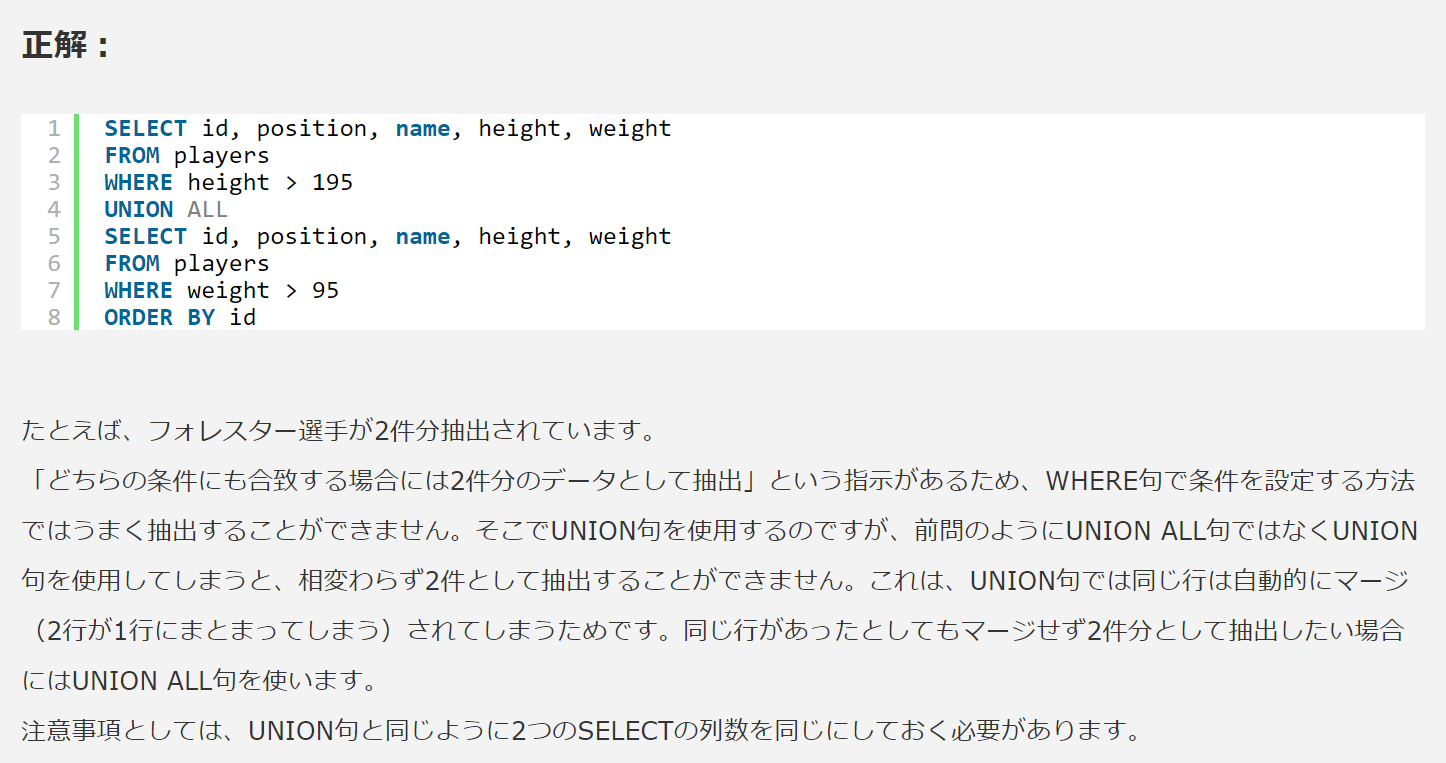 正解：
1 SELECT id, position, name, height, weight
2 FROM players
3 WHERE height > 195
4 UNION ALL
5 SELECT id, position, name, height, weight
6 FROM players
7 WHERE weight > 95
8 ORDER BY id
たとえば、フォレスター選手が2件分抽出されています。
「どちらの条件にも合致する場合には2件分のデータとして抽出」という指示があるため、WHERE句で条件を設定する方法
ではうまく抽出することができません。そこでUNION句を使用するのですが、前問のようにUNION ALL句ではなくUNION
句を使用してしまうと、相変わらず2件として抽出することができません。これは、UNION句では同じ行は自動的にマージ
（2行が1行にまとまってしまう）されてしまうためです。同じ行があったとしてもマージせず2件分として抽出したい場合
にはUNION ALL句を使います。
注意事項としては、UNION句と同じように2つのSELECTの列数を同じにしておく必要があります。